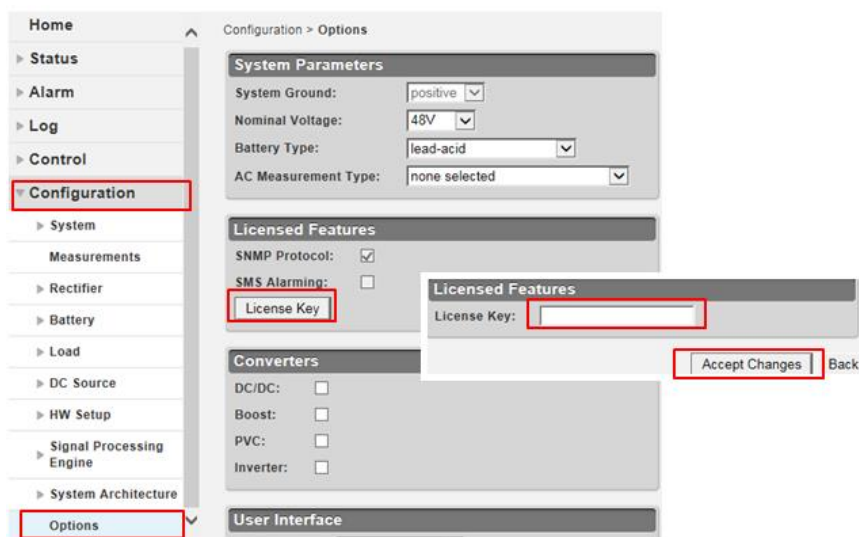 Home
Status
Alarm
Log
Control
Configuration
System
Measurements
Rectifier
Battery
Load
DC Source
HW Setup
Signal Processing
Engine
System Architecture
Options
Configuration > Options
System Parameters
System Ground: positive
Nominal Voltage: 48V
Battery Type: lead-acid
AC Measurement Type: none selected
Licensed Features
SNMP Protocol:
SMS Alarming:
License Key
Licensed Features
License Key:
Accept Changes Back
Converters
DC/DC:
Boost:
PVC:
Inverter:
User Interface